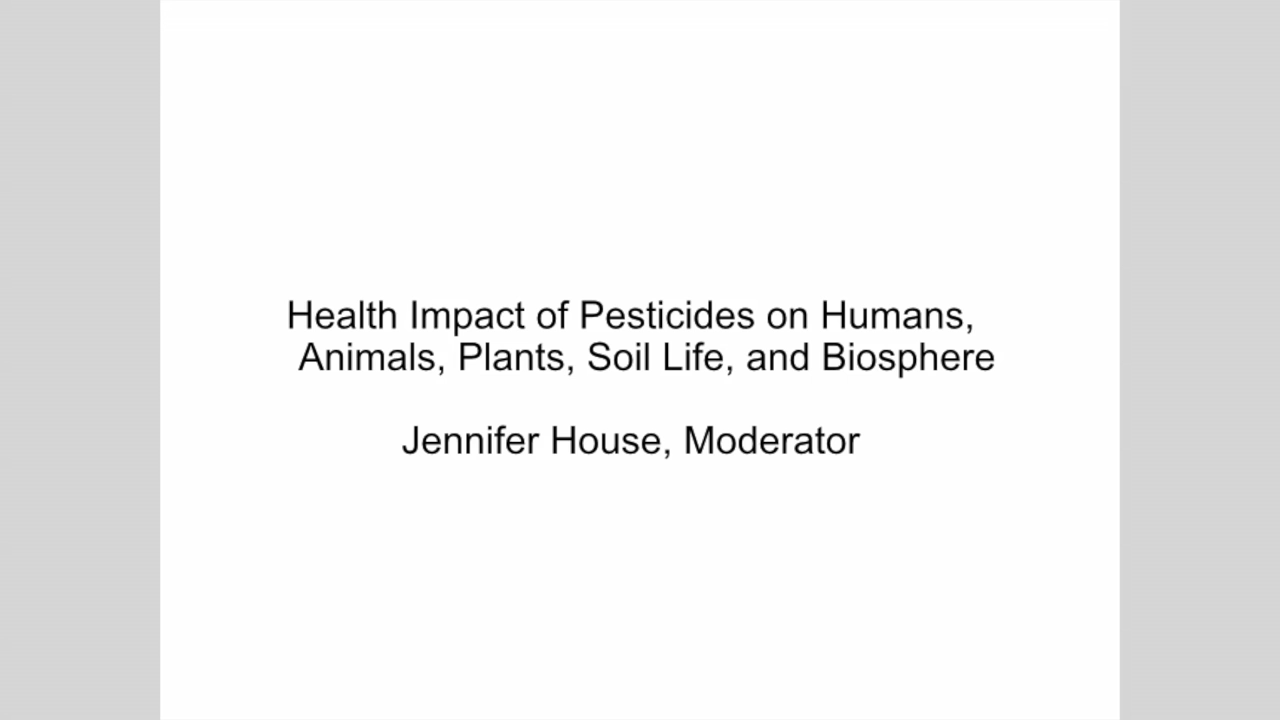 Health Impact of Pesticides on Humans,
Animals, Plants, Soil Life, and Biosphere
Jennifer House, Moderator